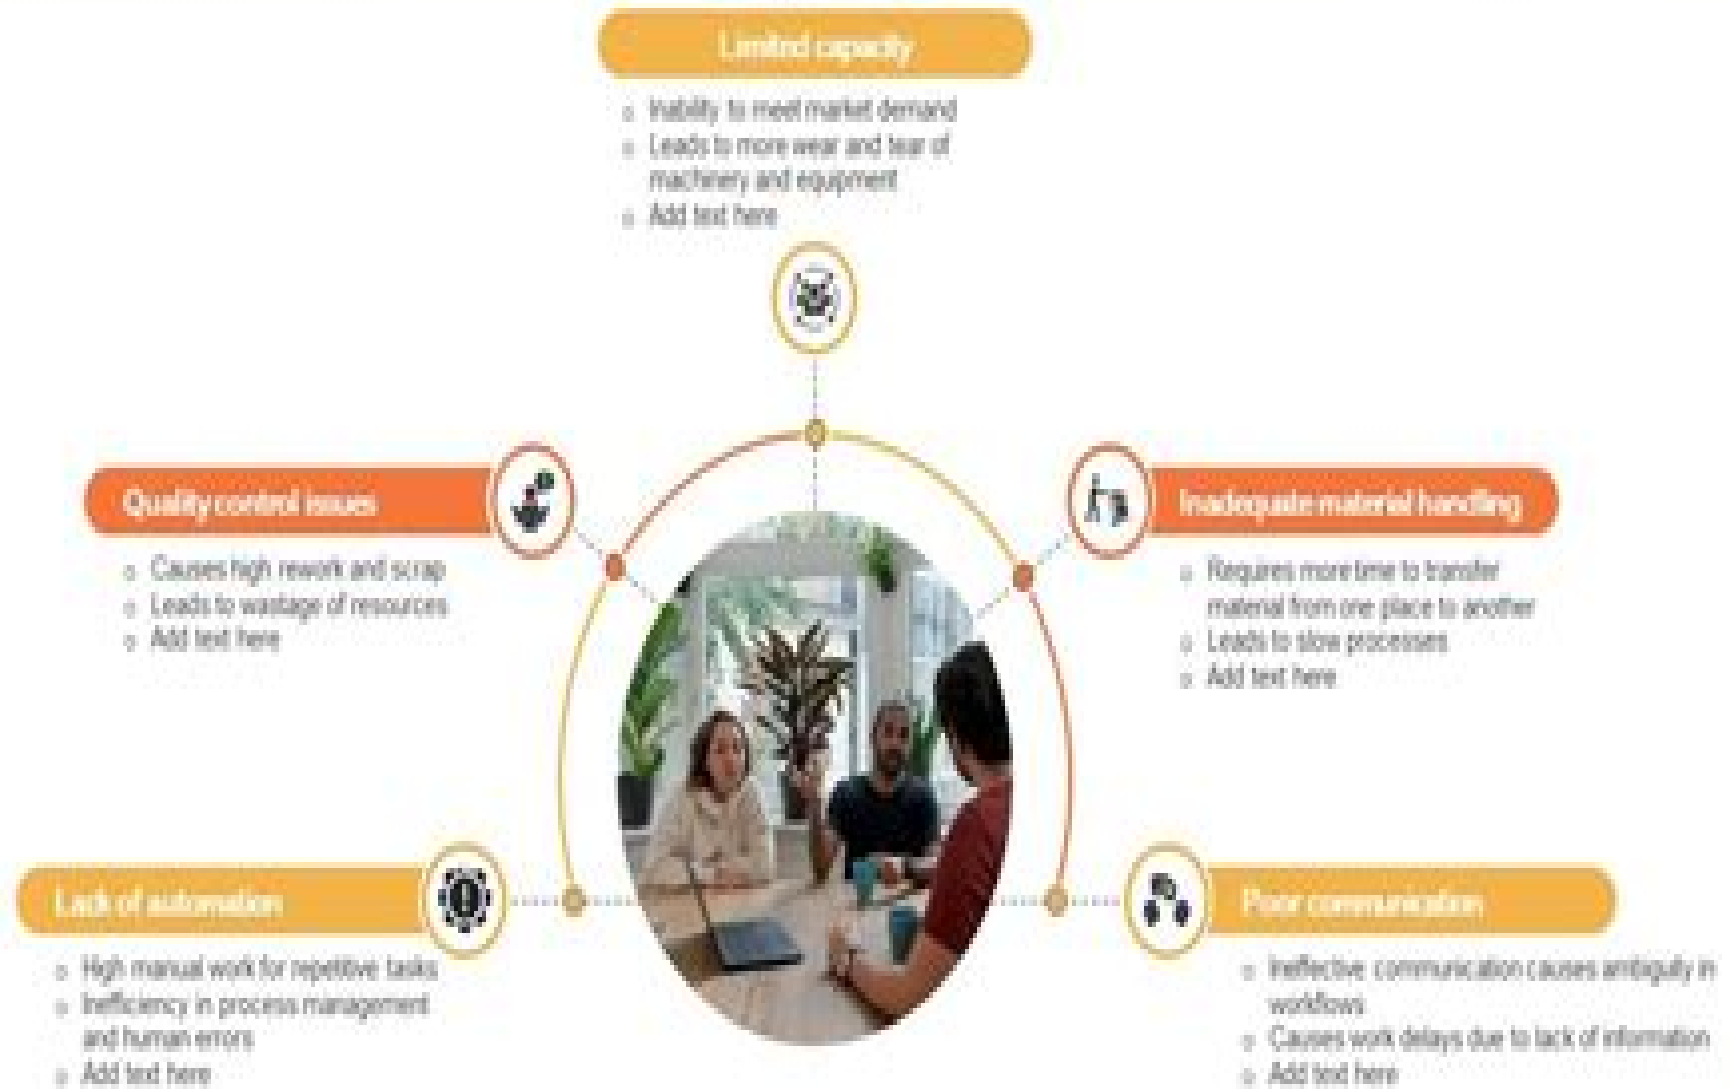 Limited capacity
Inability to meet market demand
Leads to more wear and tear of
machinery and equipment
Add text here
Quality control issues
Causes high rework and scrap
Leads to wastage of resources
Add text here
Inadequate material handling
Requires more time to transfer
material from one place to another
Leads to slow processes
Add text here
Lack of automation
High manual work for repetitive tasks
Inefficiency in process management
and human errors
Add text here
Poor communication
Ineffective communication causes ambiguity in
workflows
Causes work delays due to lack of information
Add text here